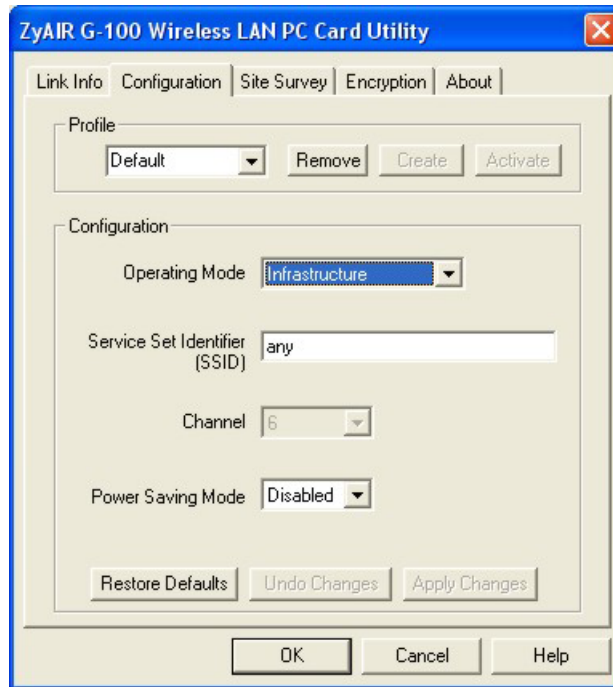 ZyAIR G-100 Wireless LAN PC Card Utility
Link Info Configuration Site Survey Encryption About
Profile
Default Remove Create Activate
Configuration
Operating Mode Infrastructure
Service Set Identifier
(SSID) any
Channel 6
Power Saving Mode Disabled
Restore Defaults Undo Changes Apply Changes
OK Cancel Help